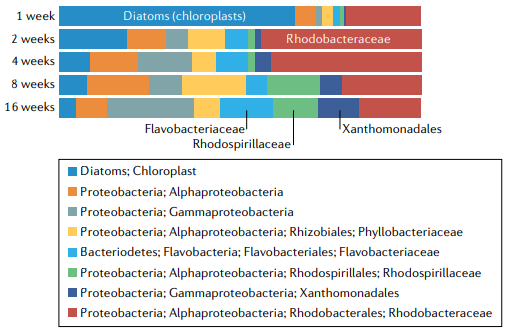 1 week
Diatoms (chloroplasts)
2 weeks
Rhodobacteraceae
4 weeks
8 weeks
16 weeks
Flavobacteriaceae
Xanthomonadales
Rhodospirillaceae
Diatoms; Chloroplast
Proteobacteria; Alphaproteobacteria
Proteobacteria; Gammaproteobacteria
Proteobacteria; Alphaproteobacteria; Rhizobiales; Phyllobacteriaceae
Bacteriodetes; Flavobacteria; Flavobacteriales; Flavobacteriaceae
Proteobacteria; Alphaproteobacteria; Rhodospirillales; Rhodospirillaceae
Proteobacteria; Gammaproteobacteria; Xanthomonadales
Proteobacteria; Alphaproteobacteria; Rhodobacterales; Rhodobacteraceae